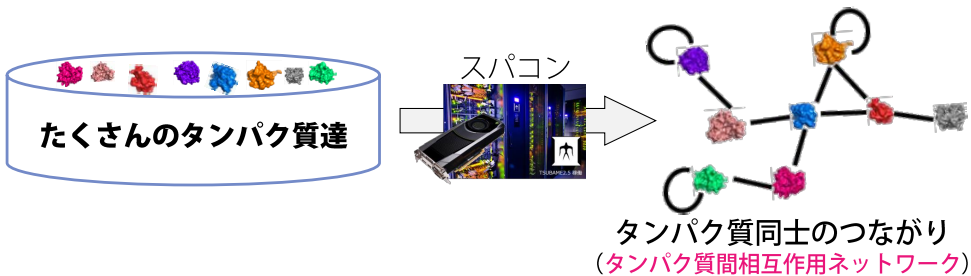 スパコン
たくさんのタンパク質達
TSUBAME2.5 稼働
タンパク質同士のつながり
(タンパク質間相互作用ネットワーク)